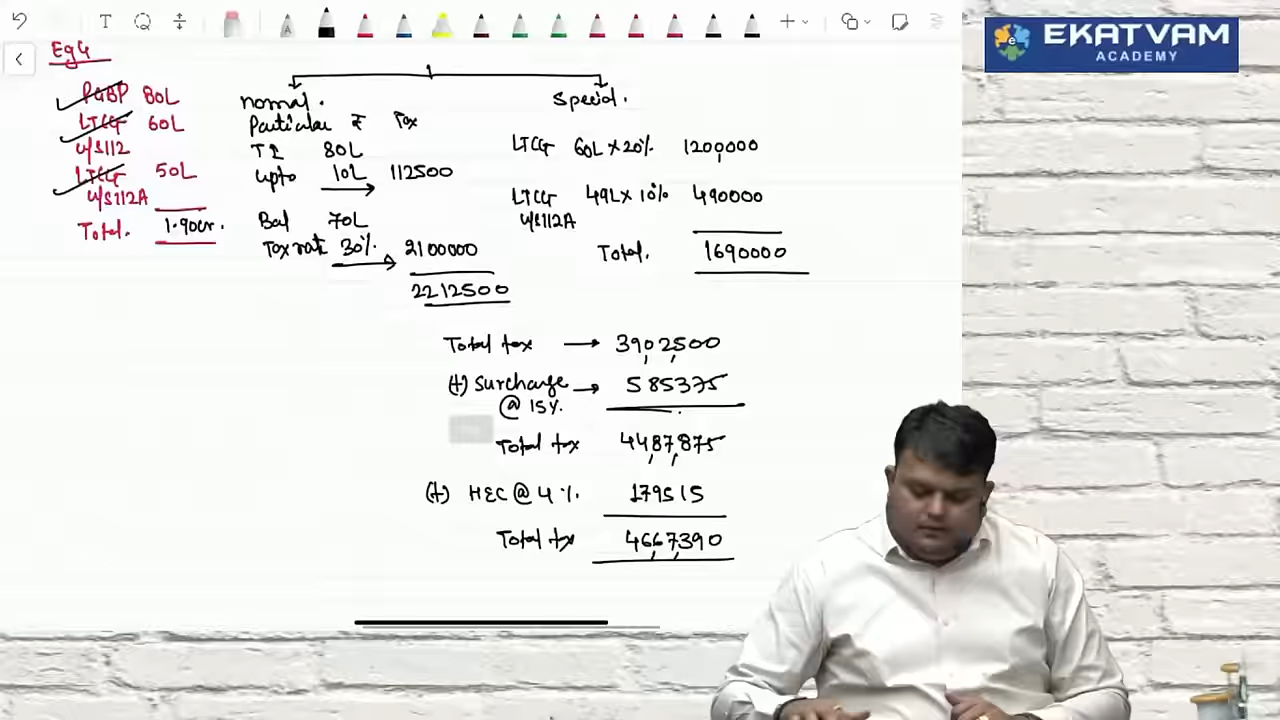 EKATVAM
ACADEMY
Eg 4
PGBP 80L
LTCG 60L
u/s112
LTCG 50L
u/s112A
Total. 1.90cr.
normal.
Particular ₹ Tax
TI 80L
upto 10L 112500
Bal 70L
Tax rate 30% 2100000
2212500
Special.
LTCG 60L × 20% 1200000
LTCG 49L × 10% 490000
u/s112A
Total. 1690000
Total tax → 3902500
(+) Surcharge → 585375
@ 15%.
Total tax 4487875
(+) HEC @ 4%. 179515
Total tax 4667390